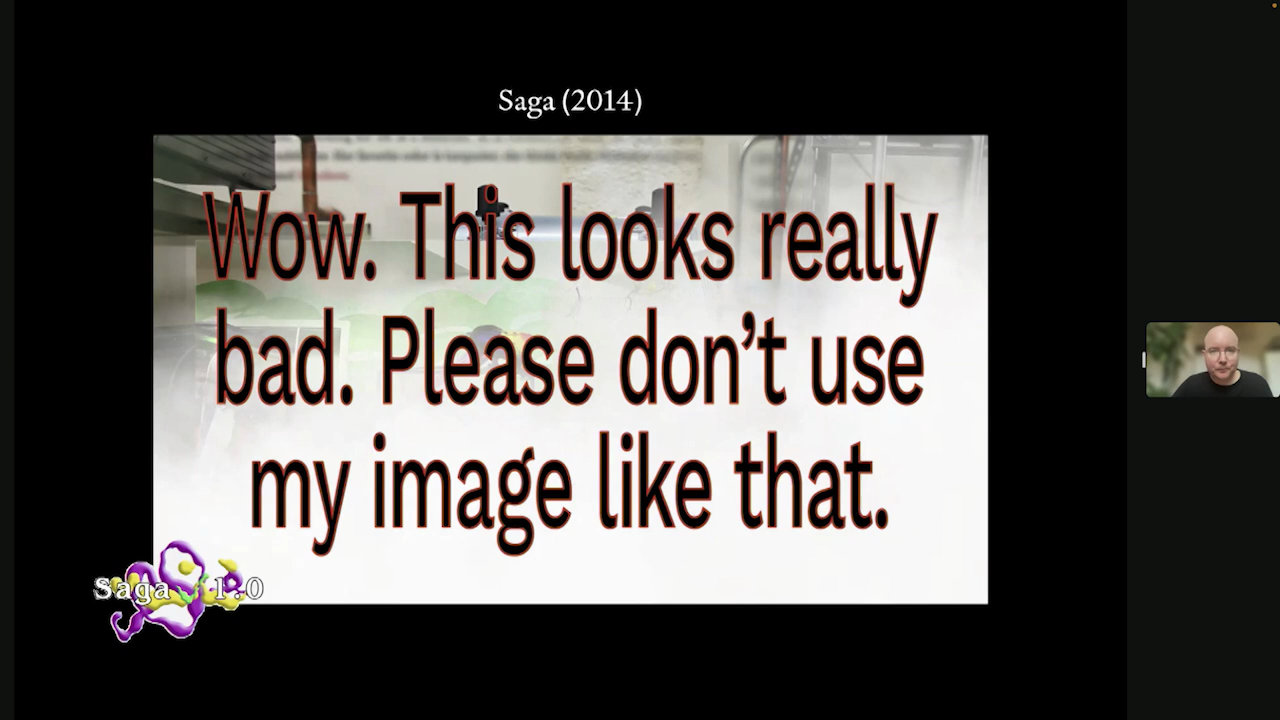 Saga (2014)
Wow. This looks really
bad. Please don’t use
my image like that.
Saga 1.0